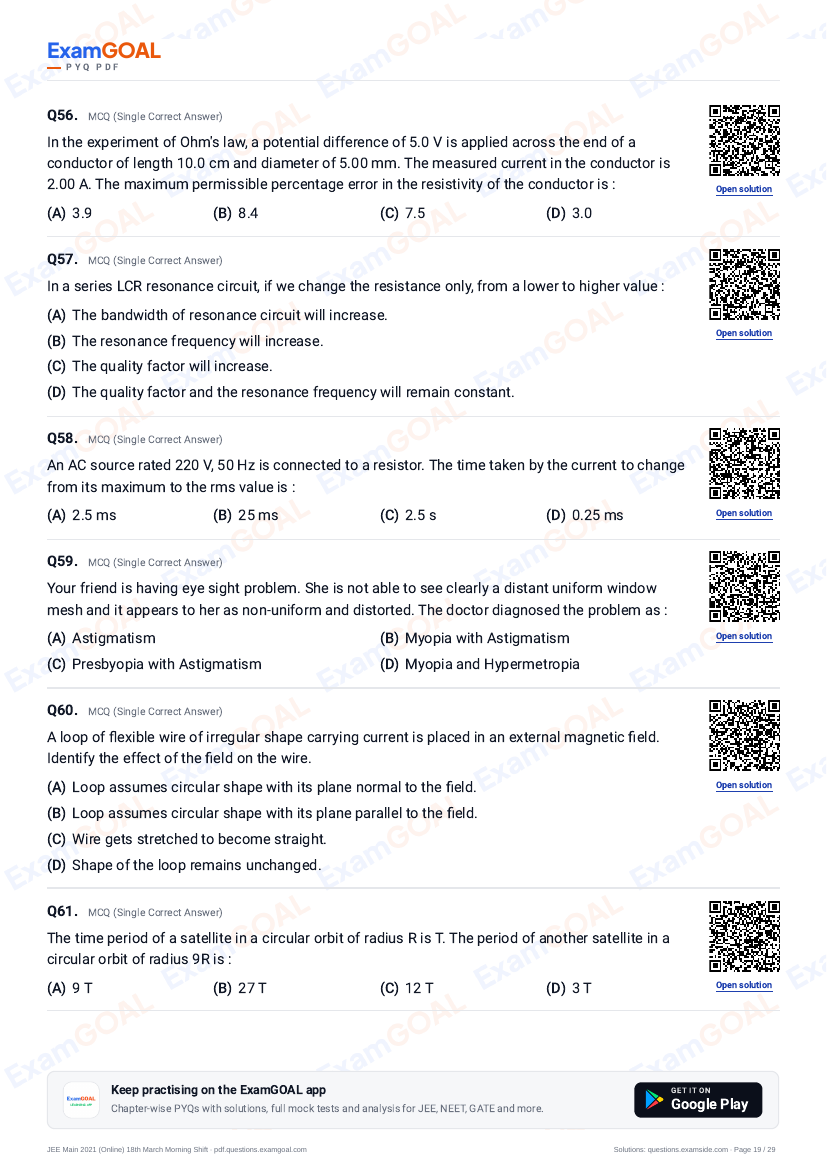 ExamGOAL
PYQ PDF
Q56. MCQ (Single Correct Answer)
In the experiment of Ohm's law, a potential difference of 5.0 V is applied across the end of a
conductor of length 10.0 cm and diameter of 5.00 mm. The measured current in the conductor is
2.00 A. The maximum permissible percentage error in the resistivity of the conductor is :
(A) 3.9 (B) 8.4 (C) 7.5 (D) 3.0
Open solution
Q57. MCQ (Single Correct Answer)
In a series LCR resonance circuit, if we change the resistance only, from a lower to higher value :
(A) The bandwidth of resonance circuit will increase.
(B) The resonance frequency will increase.
(C) The quality factor will increase.
(D) The quality factor and the resonance frequency will remain constant.
Open solution
Q58. MCQ (Single Correct Answer)
An AC source rated 220 V, 50 Hz is connected to a resistor. The time taken by the current to change
from its maximum to the rms value is :
(A) 2.5 ms (B) 25 ms (C) 2.5 s (D) 0.25 ms
Open solution
Q59. MCQ (Single Correct Answer)
Your friend is having eye sight problem. She is not able to see clearly a distant uniform window
mesh and it appears to her as non-uniform and distorted. The doctor diagnosed the problem as :
(A) Astigmatism (B) Myopia with Astigmatism
(C) Presbyopia with Astigmatism (D) Myopia and Hypermetropia
Open solution
Q60. MCQ (Single Correct Answer)
A loop of flexible wire of irregular shape carrying current is placed in an external magnetic field.
Identify the effect of the field on the wire.
(A) Loop assumes circular shape with its plane normal to the field.
(B) Loop assumes circular shape with its plane parallel to the field.
(C) Wire gets stretched to become straight.
(D) Shape of the loop remains unchanged.
Open solution
Q61. MCQ (Single Correct Answer)
The time period of a satellite in a circular orbit of radius R is T. The period of another satellite in a
circular orbit of radius 9R is :
(A) 9 T (B) 27 T (C) 12 T (D) 3 T
Open solution
ExamGOAL
Keep practising on the ExamGOAL app
Chapter-wise PYQs with solutions, full mock tests and analysis for JEE, NEET, GATE and more.
GET IT ON
Google Play
JEE Main 2021 (Online) 18th March Morning Shift · pdf.questions.examgoal.com
Solutions: questions.examside.com · Page 19 / 29